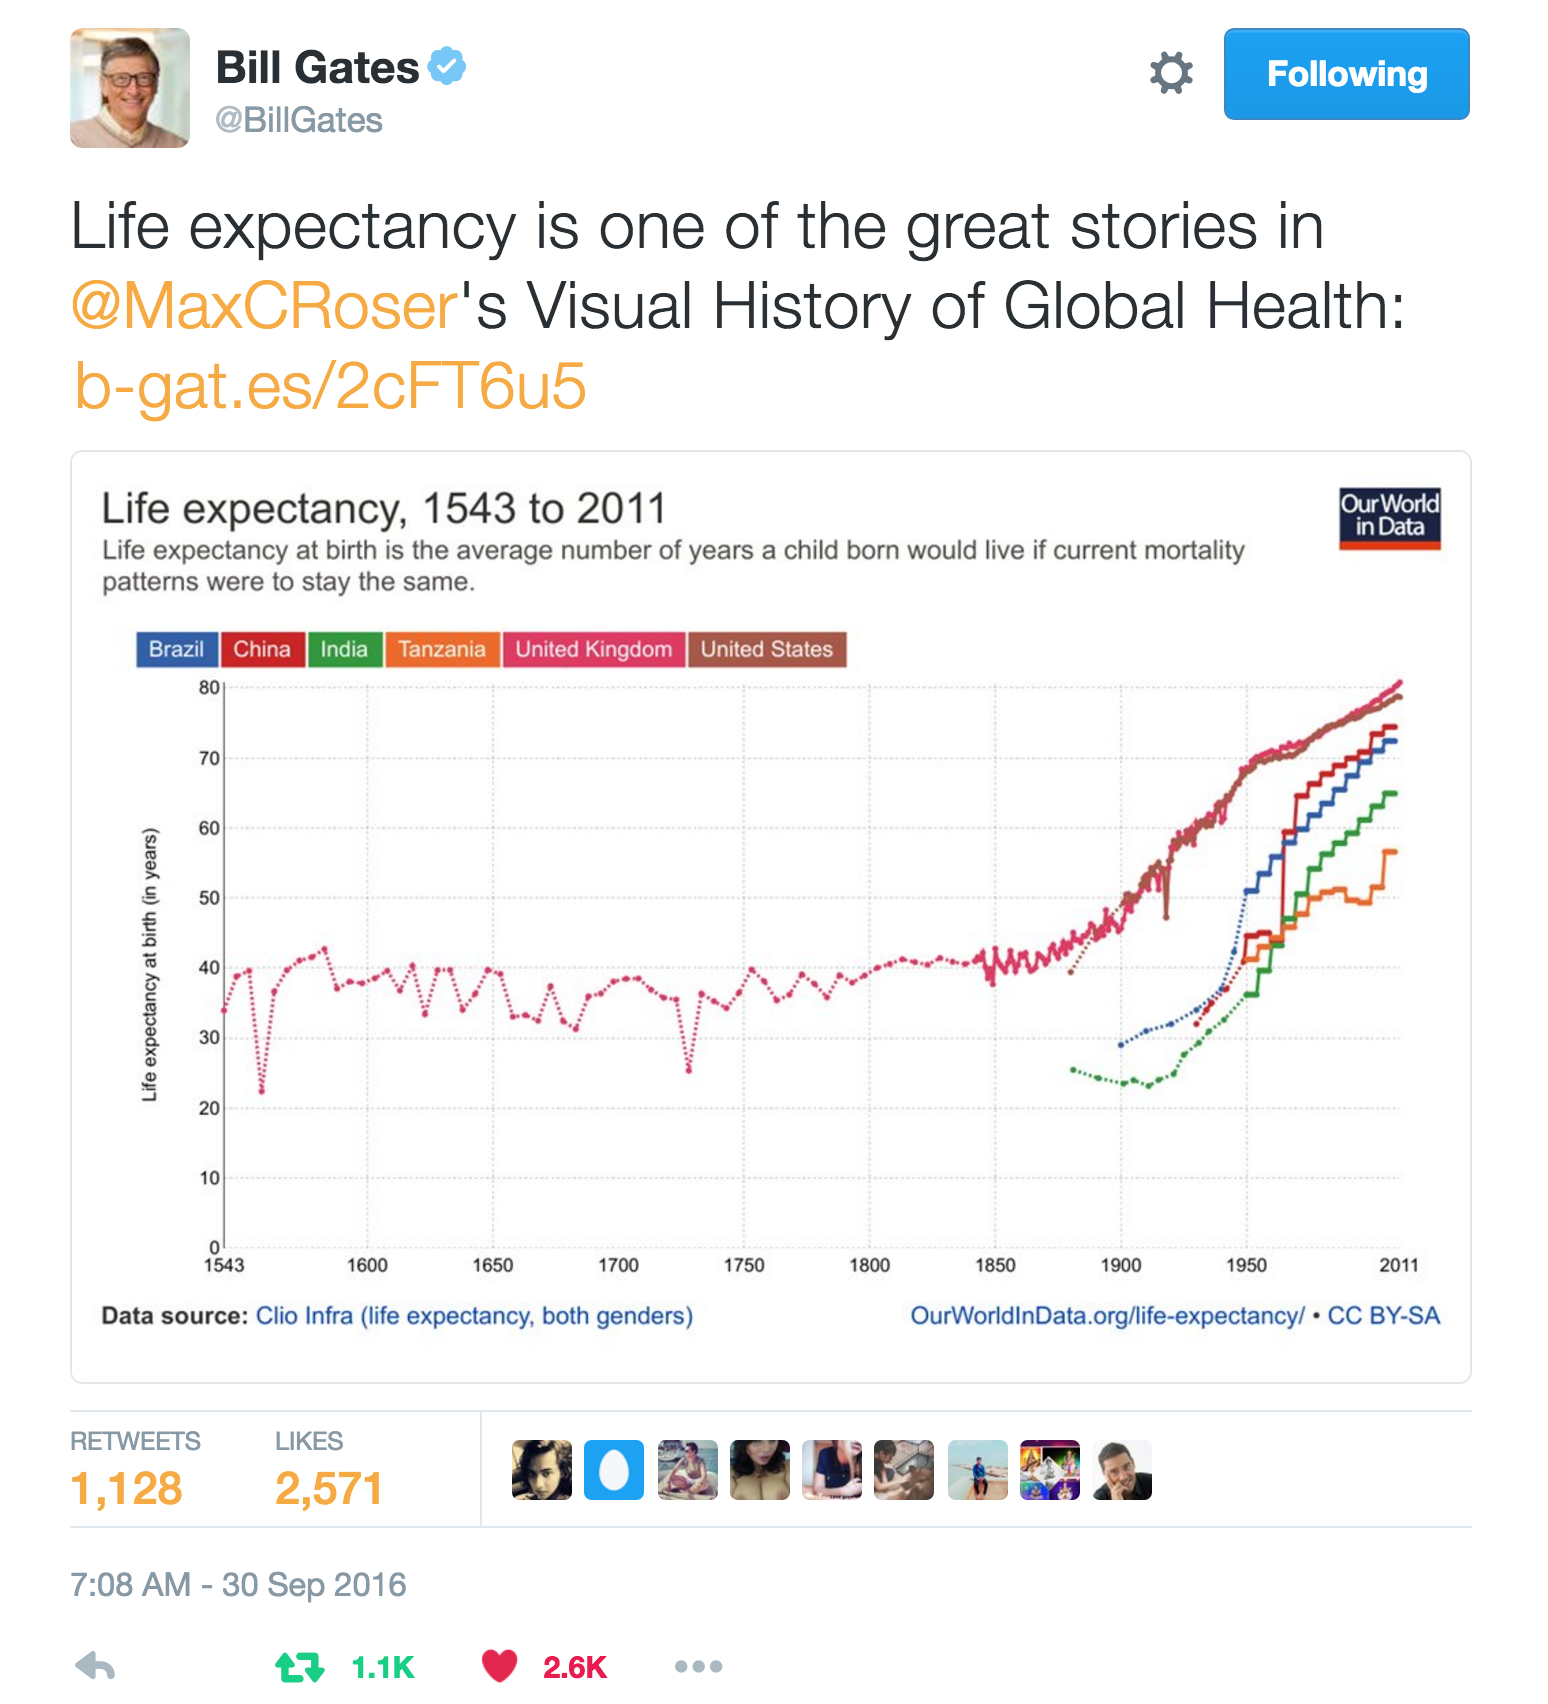 Bill Gates
@BillGates
Following
Life expectancy is one of the great stories in
@MaxCRoser's Visual History of Global Health:
b-gat.es/2cFT6u5
Life expectancy, 1543 to 2011
Our World
in Data
Life expectancy at birth is the average number of years a child born would live if current mortality
patterns were to stay the same.
Brazil China India Tanzania United Kingdom United States
Life expectancy at birth (in years)
80
70
60
50
40
30
20
10
0
1543 1600 1650 1700 1750 1800 1850 1900 1950 2011
Data source: Clio Infra (life expectancy, both genders)
OurWorldInData.org/life-expectancy/ • CC BY-SA
RETWEETS LIKES
1,128 2,571
7:08 AM - 30 Sep 2016
1.1K 2.6K